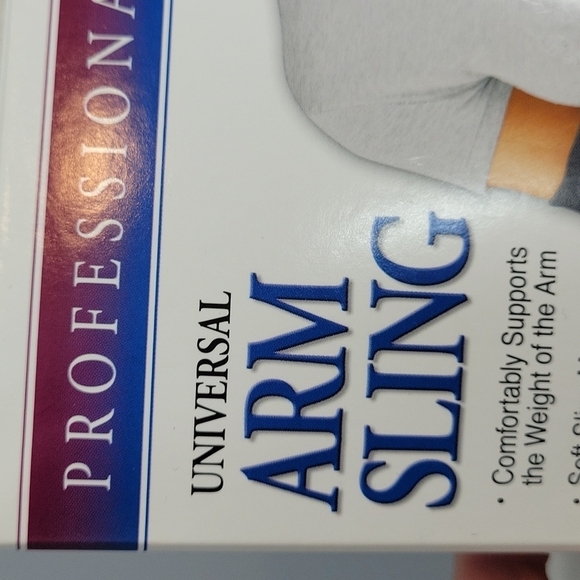 PROFESSIONA
UNIVERSAL
ARM
SLING
• Comfortably Supports
the Weight of the Arm